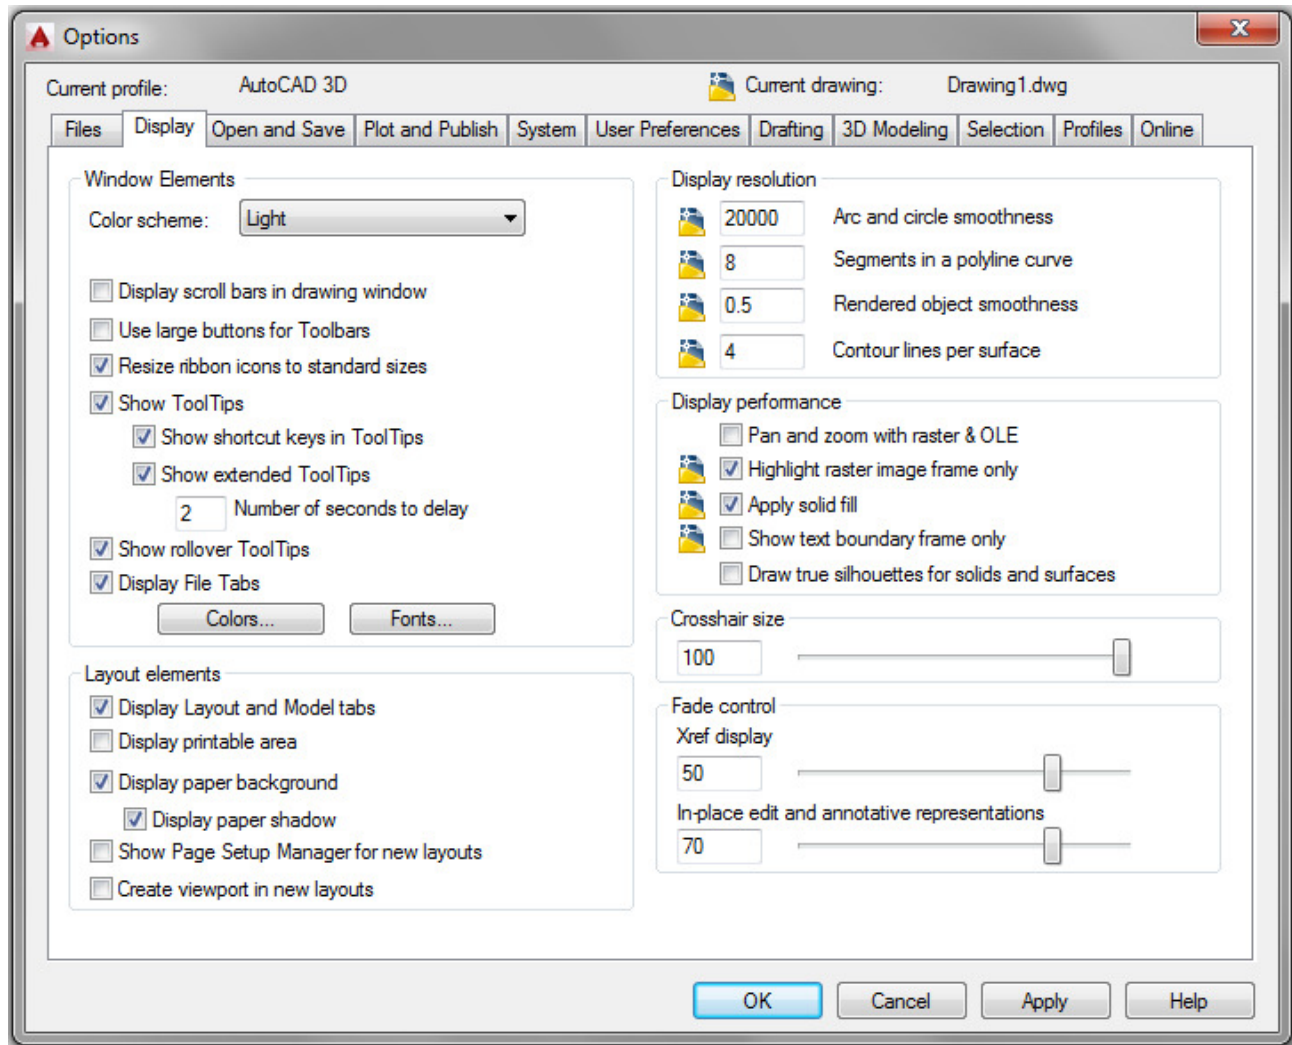 Options
Current profile: AutoCAD 3D Current drawing: Drawing1.dwg
Files Display Open and Save Plot and Publish System User Preferences Drafting 3D Modeling Selection Profiles Online
Window Elements
Color scheme: Light
Display scroll bars in drawing window
Use large buttons for Toolbars
Resize ribbon icons to standard sizes
Show ToolTips
Show shortcut keys in ToolTips
Show extended ToolTips
2 Number of seconds to delay
Show rollover ToolTips
Display File Tabs
Colors... Fonts...
Layout elements
Display Layout and Model tabs
Display printable area
Display paper background
Display paper shadow
Show Page Setup Manager for new layouts
Create viewport in new layouts
Display resolution
20000 Arc and circle smoothness
8 Segments in a polyline curve
0.5 Rendered object smoothness
4 Contour lines per surface
Display performance
Pan and zoom with raster & OLE
Highlight raster image frame only
Apply solid fill
Show text boundary frame only
Draw true silhouettes for solids and surfaces
Crosshair size
100
Fade control
Xref display
50
In-place edit and annotative representations
70
OK Cancel Apply Help